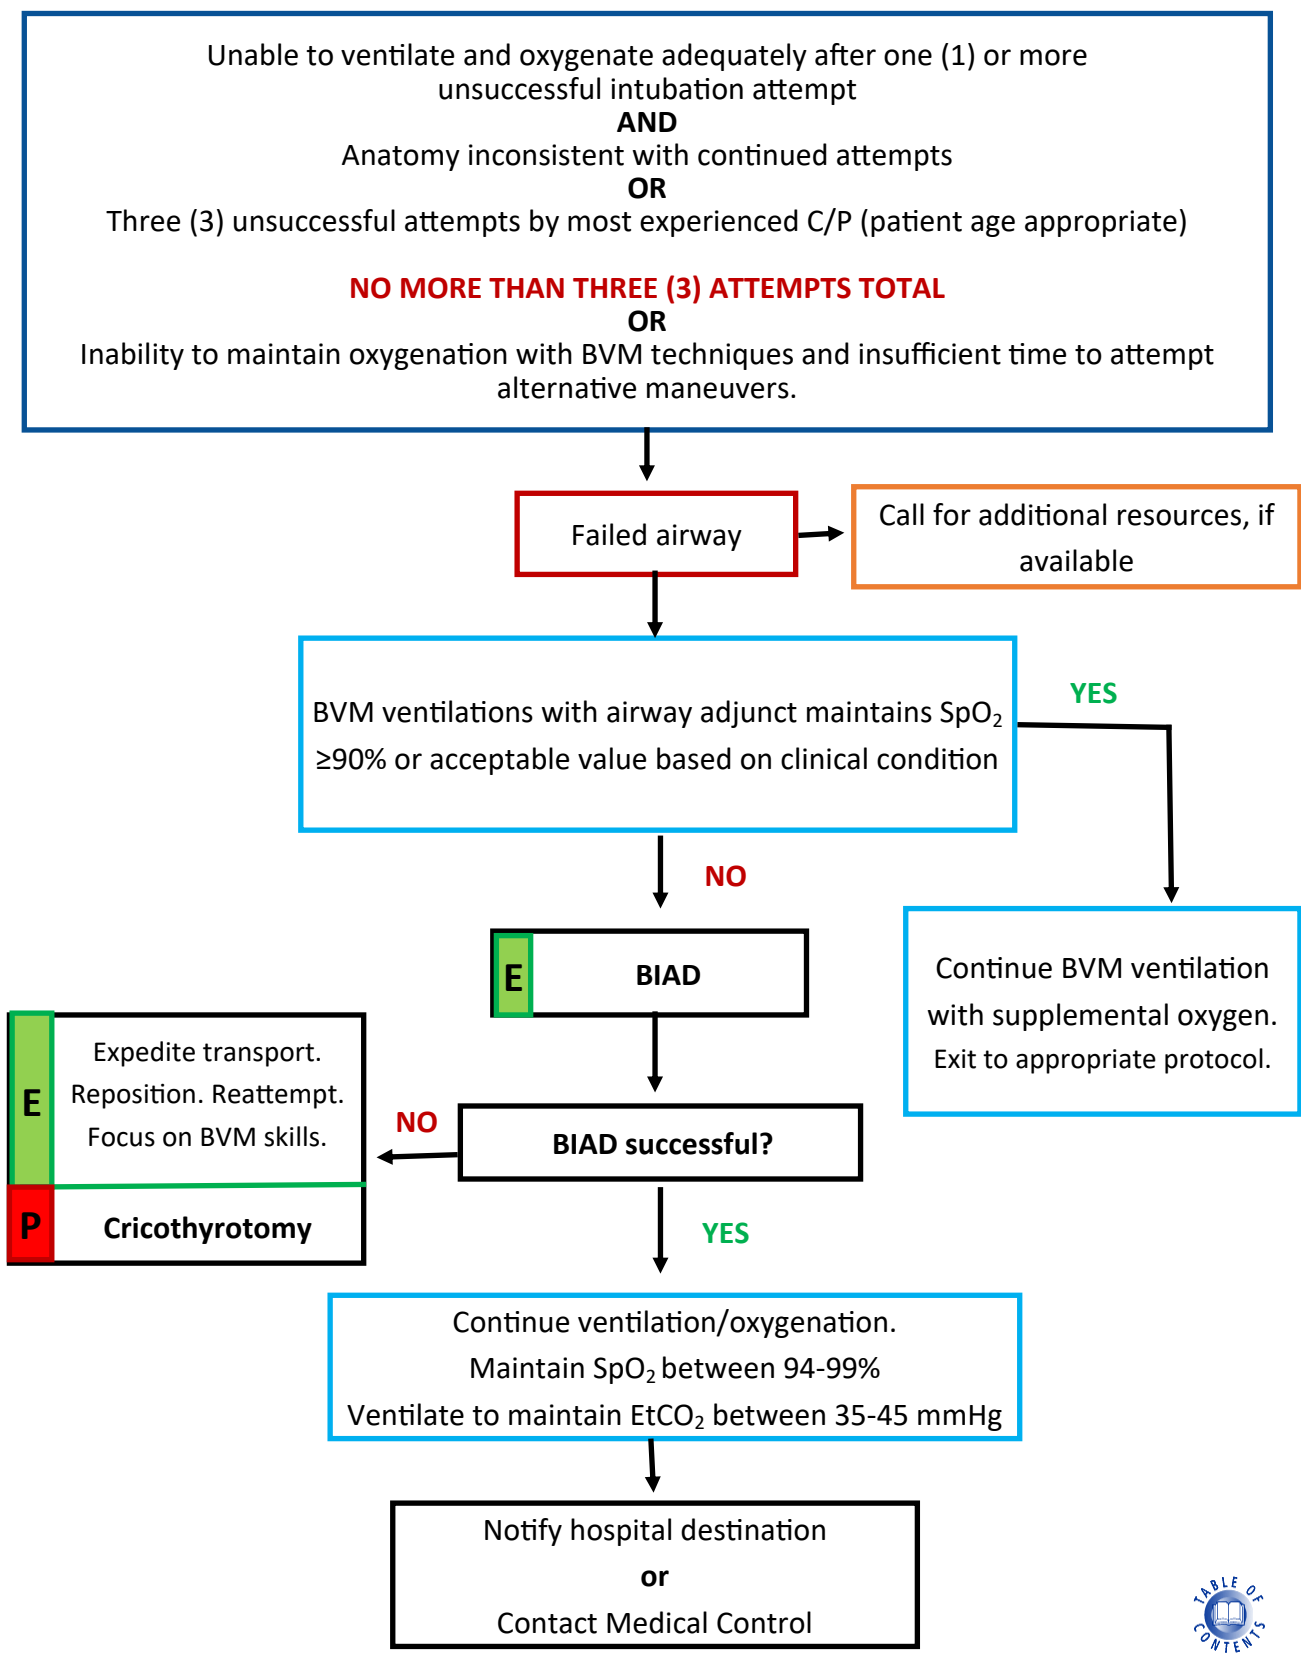 Unable to ventilate and oxygenate adequately after one (1) or more
unsuccessful intubation attempt
AND
Anatomy inconsistent with continued attempts
OR
Three (3) unsuccessful attempts by most experienced C/P (patient age appropriate)
NO MORE THAN THREE (3) ATTEMPTS TOTAL
OR
Inability to maintain oxygenation with BVM techniques and insufficient time to attempt
alternative maneuvers.
Failed airway
Call for additional resources, if
available
BVM ventilations with airway adjunct maintains SpO₂
≥90% or acceptable value based on clinical condition
YES
NO
Continue BVM ventilation
with supplemental oxygen.
Exit to appropriate protocol.
E
BIAD
BIAD successful?
NO
E
Expedite transport.
Reposition. Reattempt.
Focus on BVM skills.
P
Cricothyrotomy
YES
Continue ventilation/oxygenation.
Maintain SpO₂ between 94-99%
Ventilate to maintain EtCO₂ between 35-45 mmHg
Notify hospital destination
or
Contact Medical Control
TABLE OF
CONTENTS